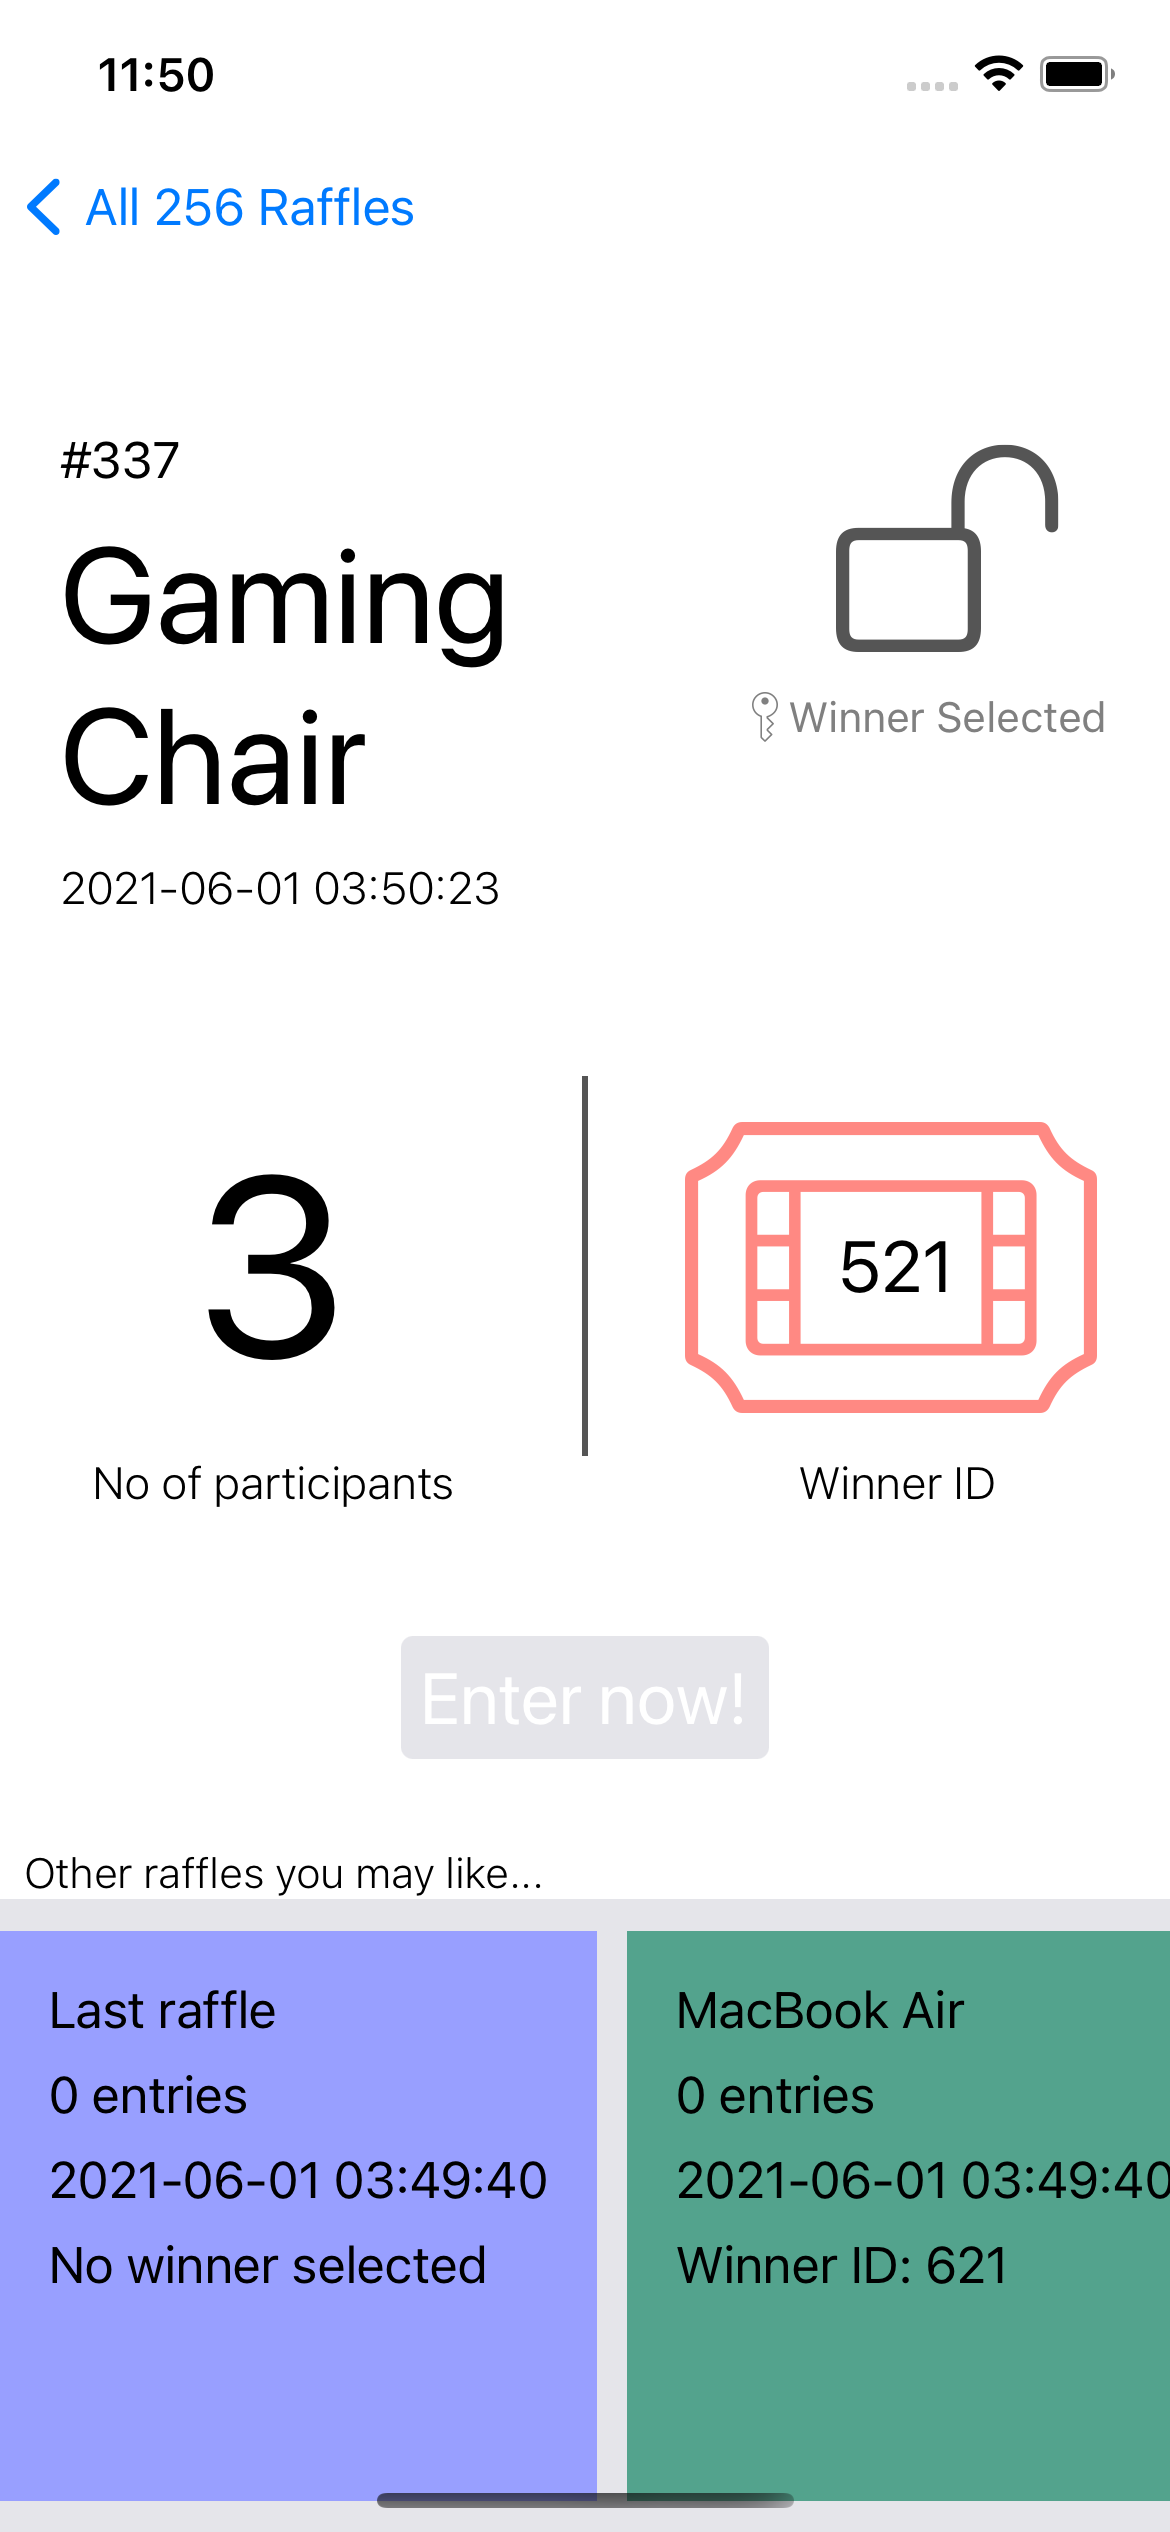 11:50
All 256 Raffles
#337
Gaming
Chair
Winner Selected
2021-06-01 03:50:23
3
521
No of participants
Winner ID
Enter now!
Other raffles you may like...
Last raffle
0 entries
2021-06-01 03:49:40
No winner selected
MacBook Air
0 entries
2021-06-01 03:49:40
Winner ID: 621